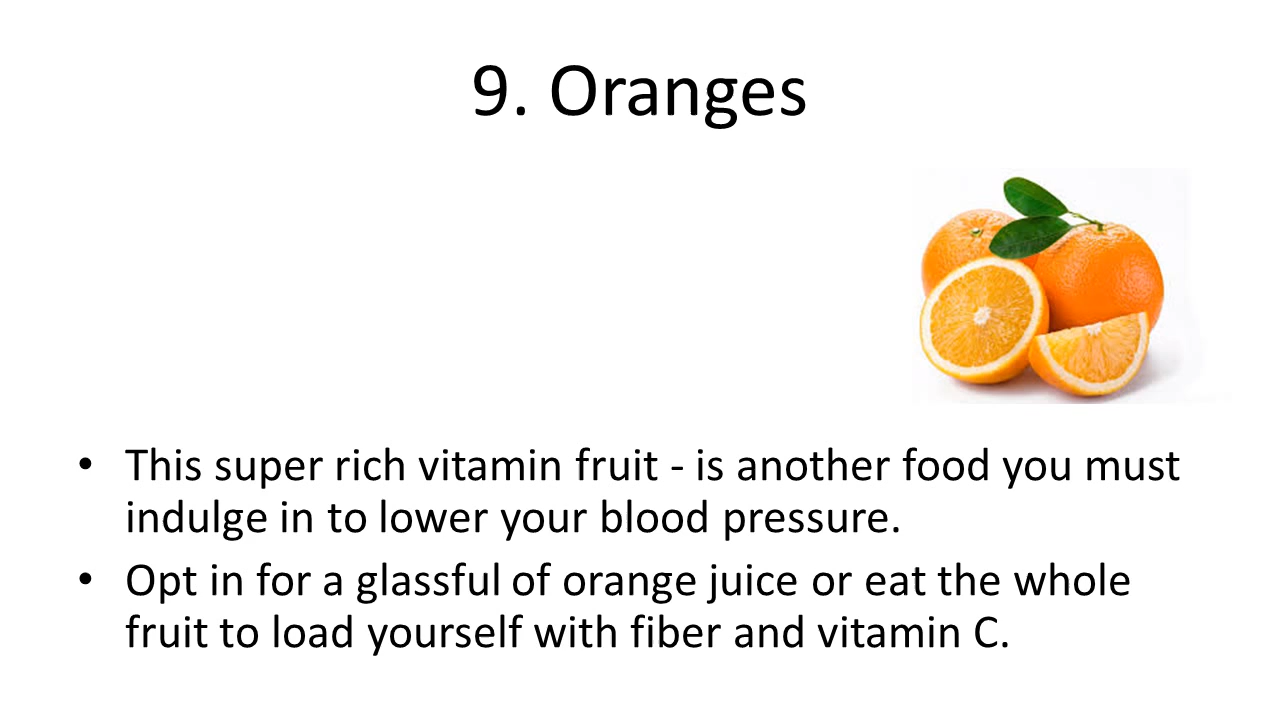 9. Oranges
• This super rich vitamin fruit - is another food you must
indulge in to lower your blood pressure.
• Opt in for a glassful of orange juice or eat the whole
fruit to load yourself with fiber and vitamin C.